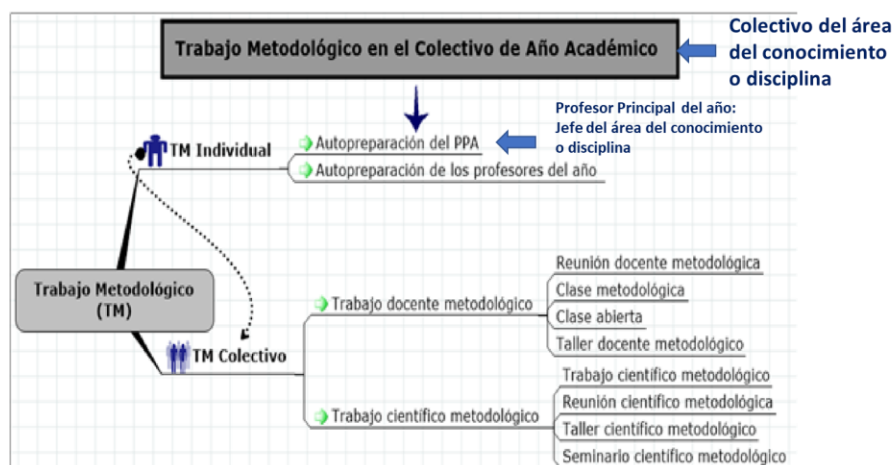 Trabajo Metodológico en el Colectivo de Año Académico
Colectivo del área
del conocimiento
o disciplina
Profesor Principal del año:
Jefe del área del conocimiento
o disciplina
TM Individual
Autopreparación del PPA
Autopreparación de los profesores del año
Trabajo Metodológico
(TM)
TM Colectivo
Trabajo docente metodológico
Reunión docente metodológica
Clase metodológica
Clase abierta
Taller docente metodológico
Trabajo científico metodológico
Trabajo científico metodológico
Reunión científica metodológica
Taller científico metodológico
Seminario científico metodológico